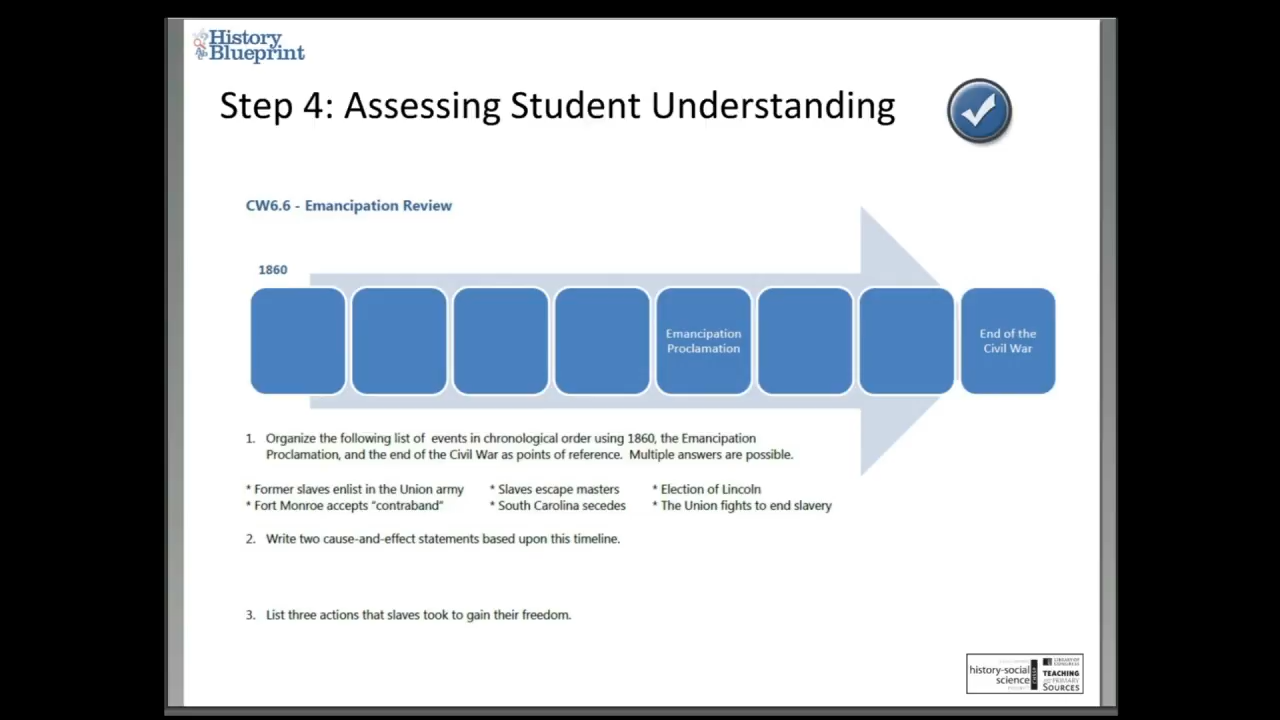 History
Blueprint
Step 4: Assessing Student Understanding
CW6.6 - Emancipation Review
1860
Emancipation
Proclamation
End of the
Civil War
1. Organize the following list of events in chronological order using 1860, the Emancipation
Proclamation, and the end of the Civil War as points of reference. Multiple answers are possible.
* Former slaves enlist in the Union army * Slaves escape masters * Election of Lincoln
* Fort Monroe accepts "contraband" * South Carolina secedes * The Union fights to end slavery
2. Write two cause-and-effect statements based upon this timeline.
3. List three actions that slaves took to gain their freedom.
history-social
science
LIBRARY OF
CONGRESS
TEACHING
PRIMARY
SOURCES